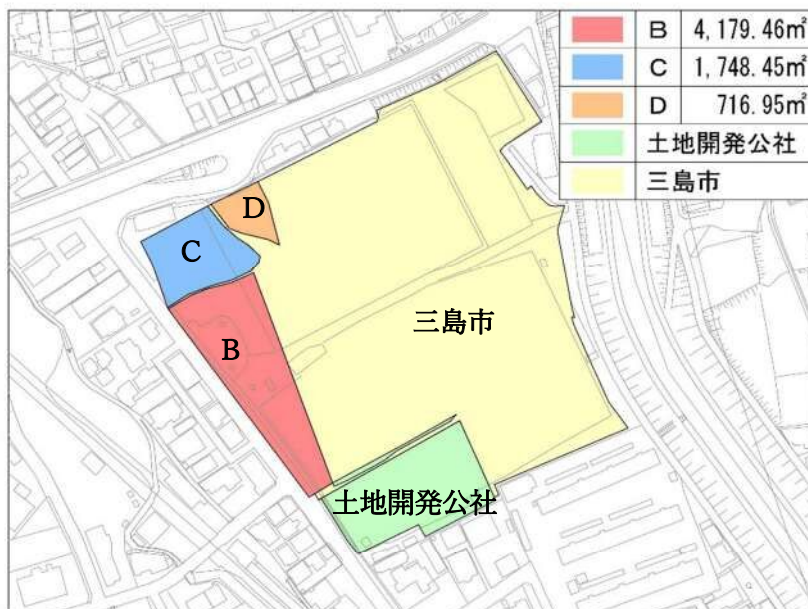 B 4,179.46㎡
C 1,748.45㎡
D 716.95㎡
土地開発公社
三島市
D
C
B
三島市
土地開発公社